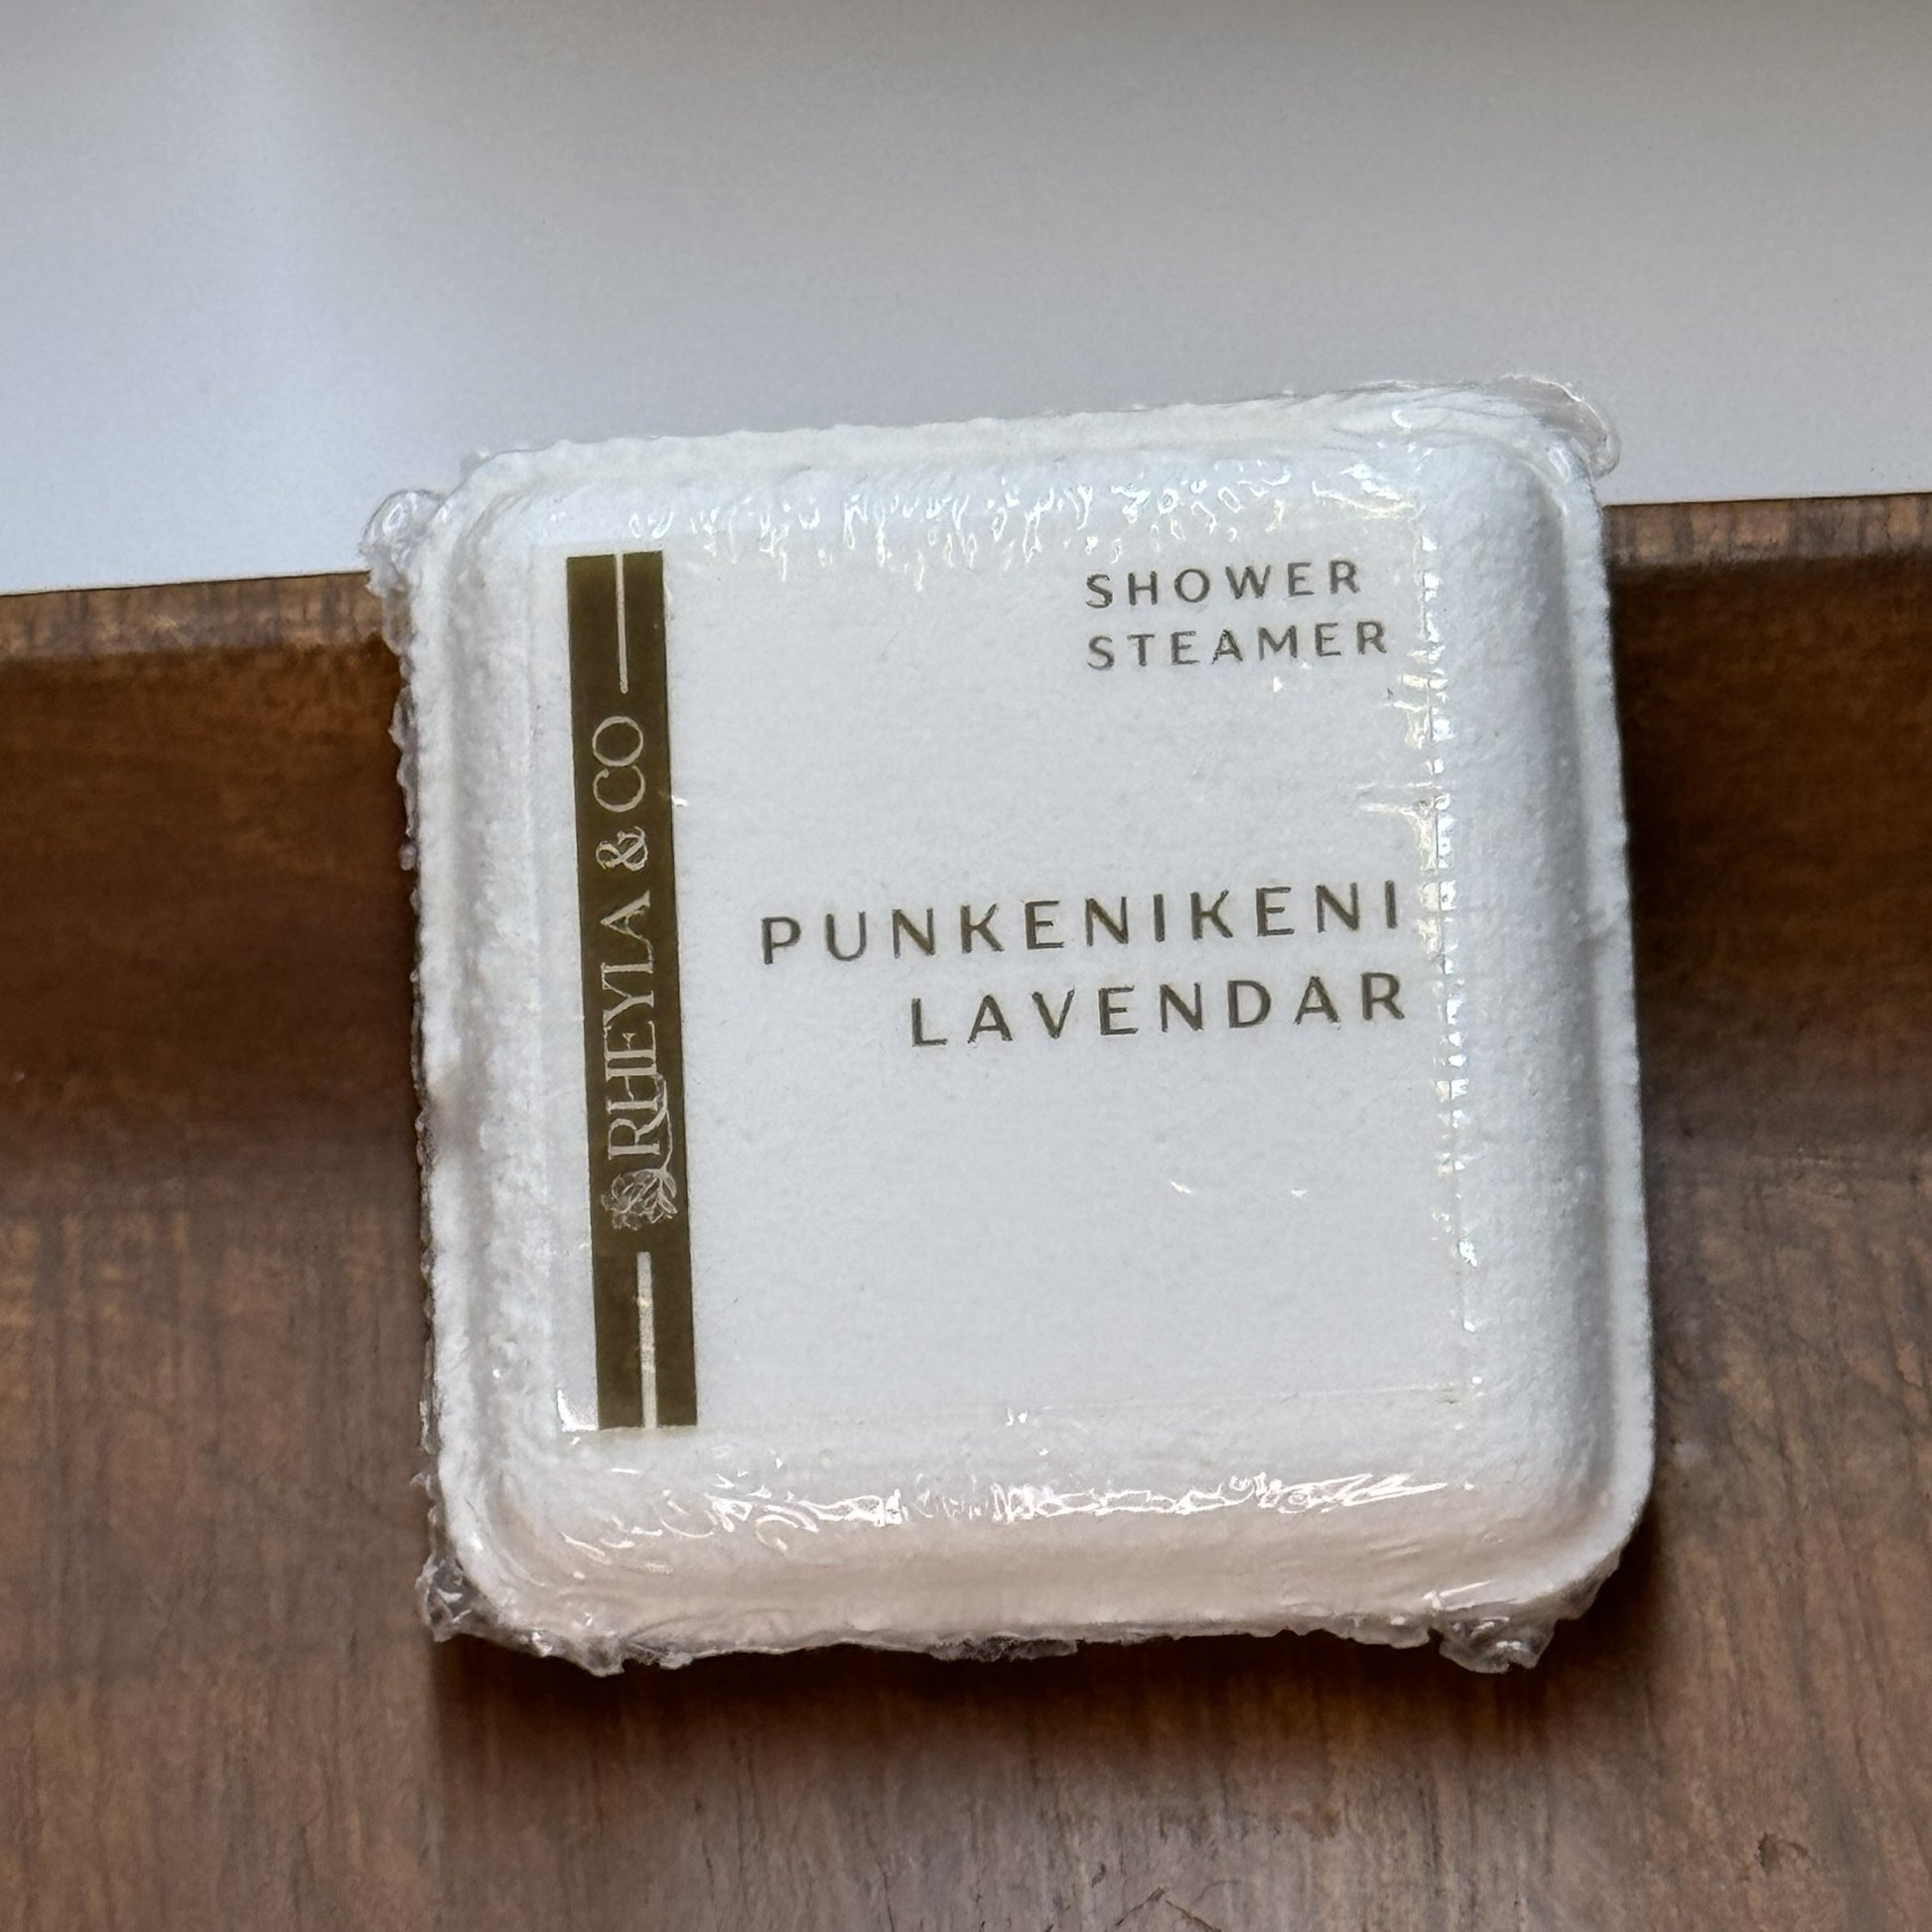 SHOWER
STEAMER
RHEYLA & CO
PUNKENIKENI
LAVENDAR